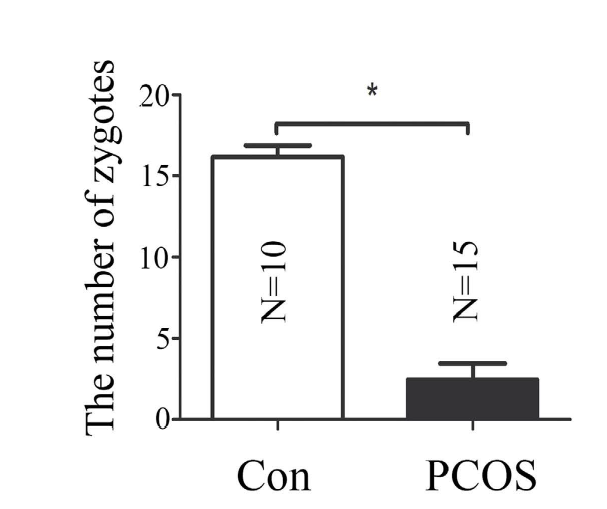 The number of zygotes
20
15
10
5
0
*
N=10
N=15
Con
PCOS